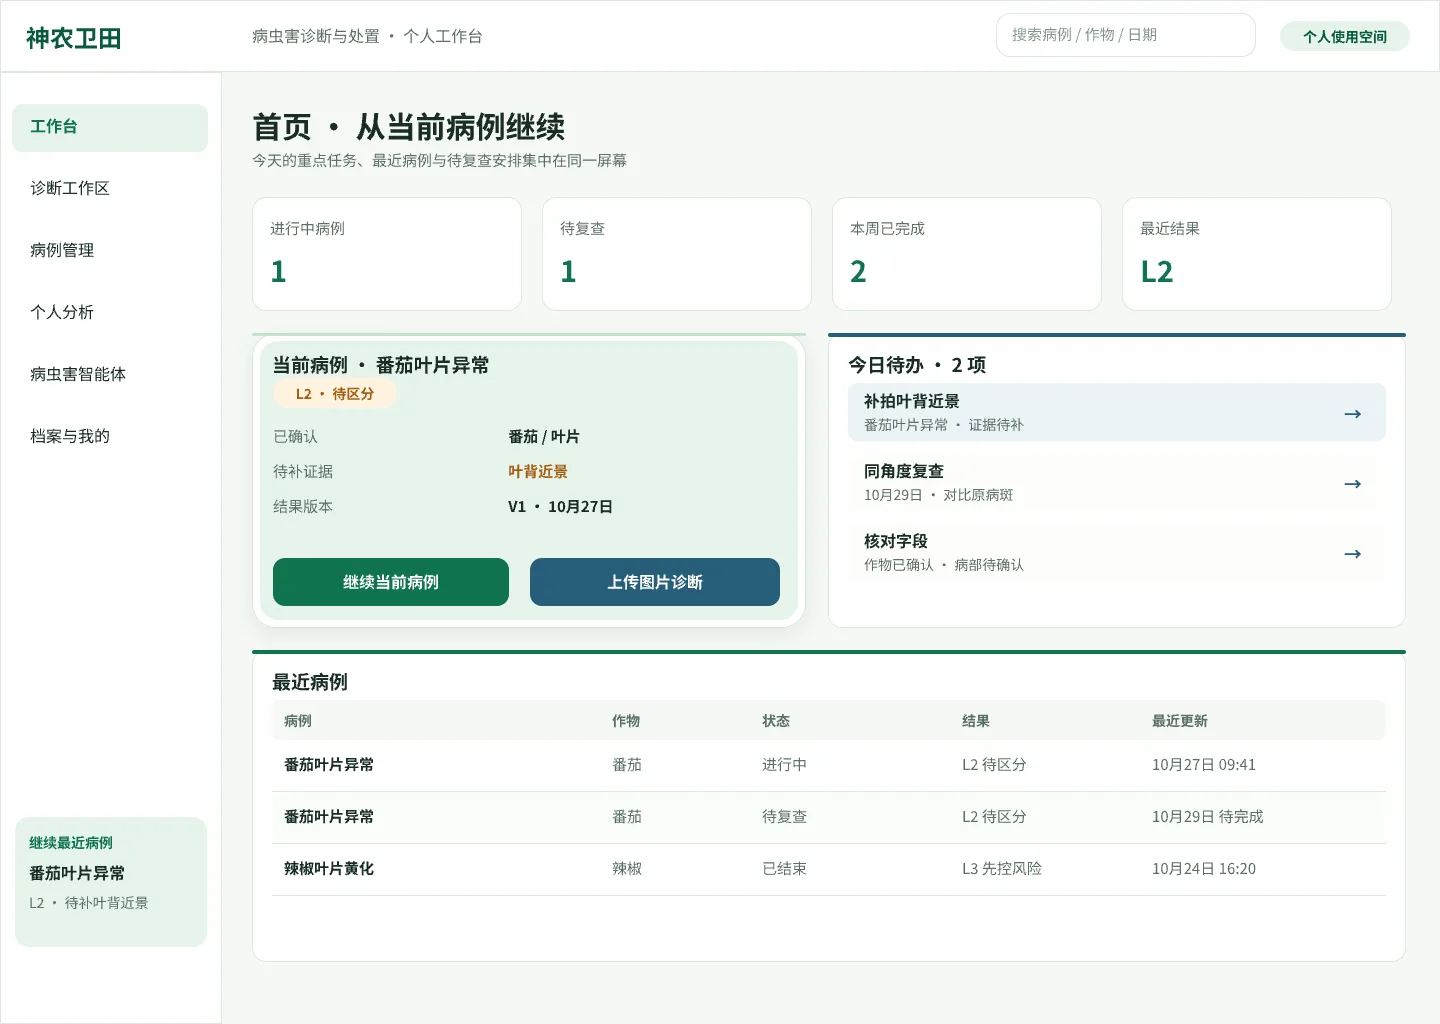 神农卫田
病虫害诊断与处置 · 个人工作台
搜索病例 / 作物 / 日期
个人使用空间
工作台
诊断工作区
病例管理
个人分析
病虫害智能体
档案与我的
继续最近病例
番茄叶片异常
L2 · 待补叶背近景
首页 · 从当前病例继续
今天的重点任务、最近病例与待复查安排集中在同一屏幕
进行中病例
1
待复查
1
本周已完成
2
最近结果
L2
当前病例 · 番茄叶片异常
L2 · 待区分
已确认 番茄 / 叶片
待补证据 叶背近景
结果版本 V1 · 10月27日
继续当前病例 上传图片诊断
今日待办 · 2 项
补拍叶背近景
番茄叶片异常 · 证据待补
→
同角度复查
10月29日 · 对比原病斑
→
核对字段
作物已确认 · 病部待确认
→
最近病例
病例 作物 状态 结果 最近更新
番茄叶片异常 番茄 进行中 L2 待区分 10月27日 09:41
番茄叶片异常 番茄 待复查 L2 待区分 10月29日 待完成
辣椒叶片黄化 辣椒 已结束 L3 先控风险 10月24日 16:20